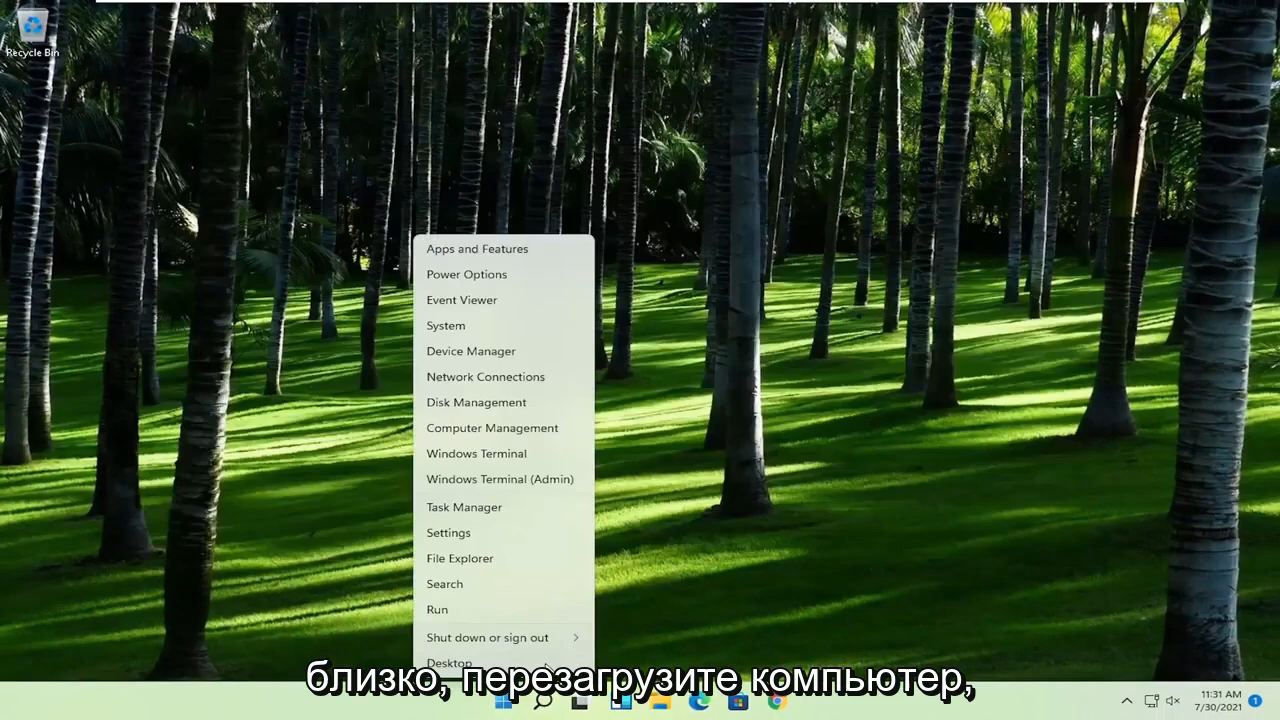 Recycle Bin
Apps and Features
Power Options
Event Viewer
System
Device Manager
Network Connections
Disk Management
Computer Management
Windows Terminal
Windows Terminal (Admin)
Task Manager
Settings
File Explorer
Search
Run
Shut down or sign out
Desktop
близко, перезагрузите компьютер,
11:31 AM
7/30/2021
1